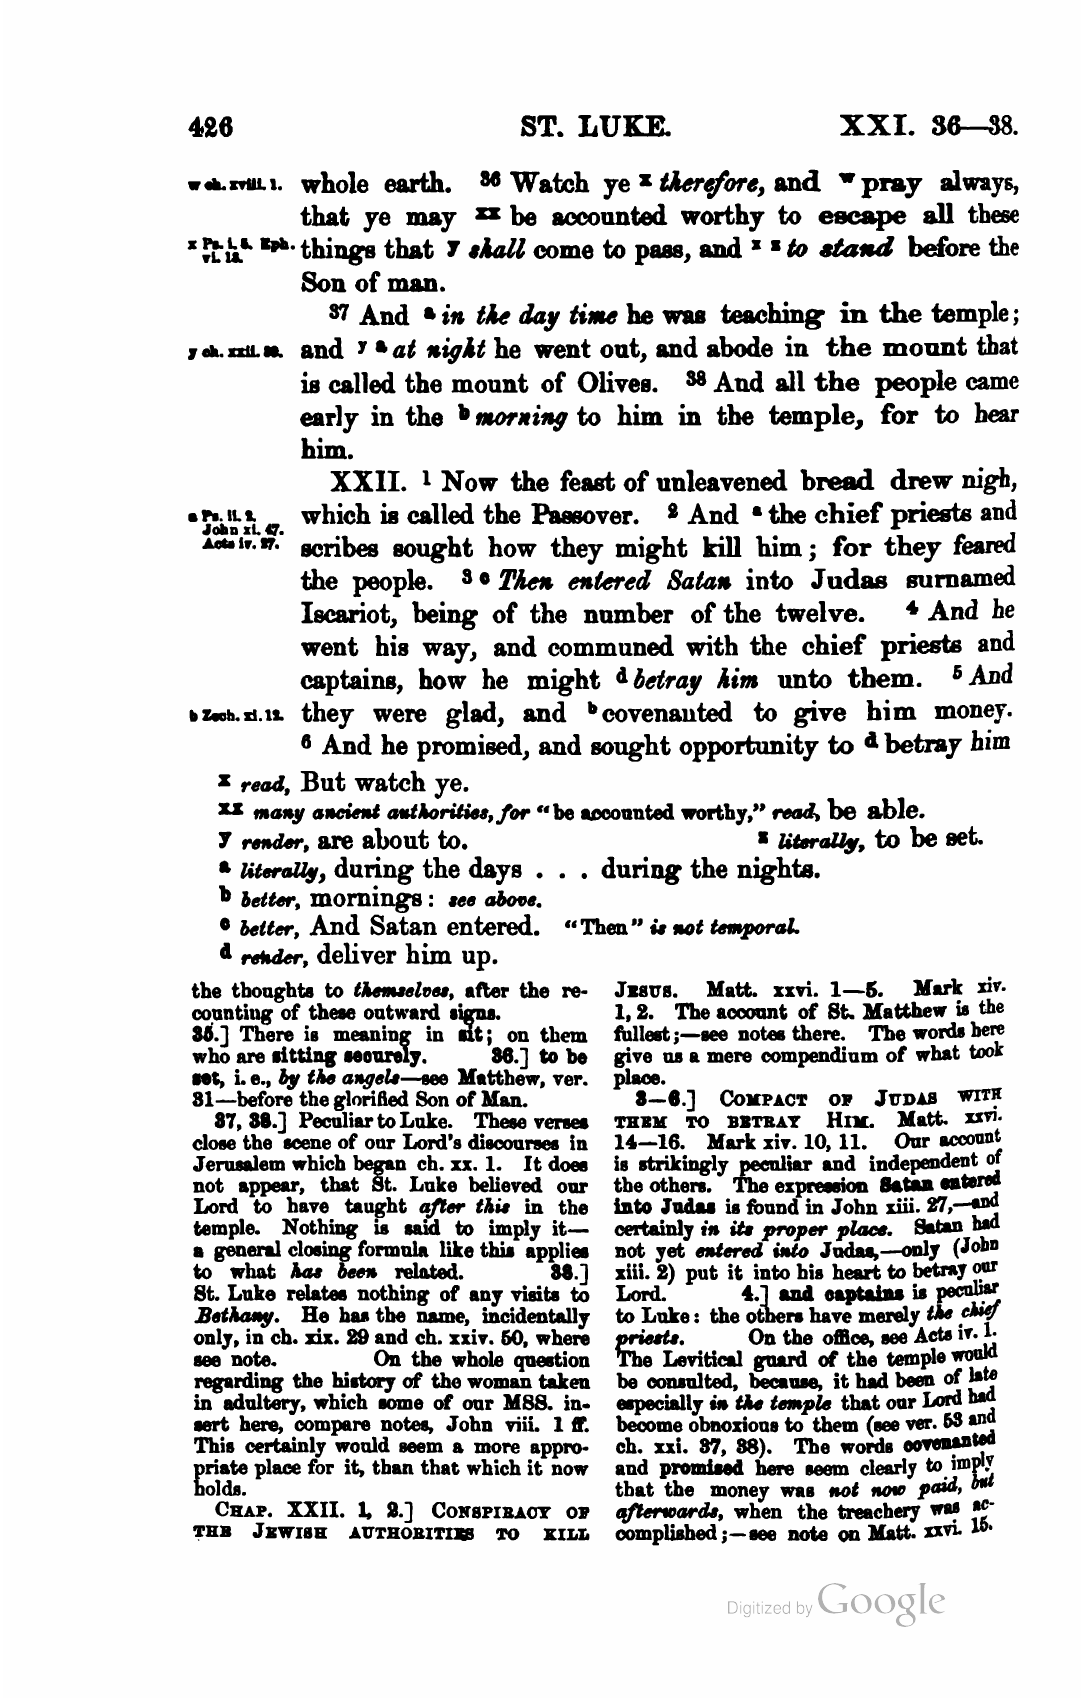 426 ST. LUKE. XXI. 36—38.
w ch. xviii. 1. whole earth. 36 Watch ye x therefore, and w pray always,
that ye may xx be accounted worthy to escape all these
x Ps. i. 5. Eph. vi. 13. things that y shall come to pass, and x z to stand before the
Son of man.
37 And a in the day time he was teaching in the temple;
y ch. xxii. 39. and y a at night he went out, and abode in the mount that
is called the mount of Olives. 38 And all the people came
early in the b morning to him in the temple, for to hear
him.
XXII. 1 Now the feast of unleavened bread drew nigh,
a Ps. ii. 2. John xi. 47. Acts iv. 27. which is called the Passover. 2 And a the chief priests and
scribes sought how they might kill him; for they feared
the people. 3 c Then entered Satan into Judas surnamed
Iscariot, being of the number of the twelve. 4 And he
went his way, and communed with the chief priests and
captains, how he might d betray him unto them. 5 And
b Zech. xi. 12. they were glad, and b covenanted to give him money.
6 And he promised, and sought opportunity to d betray him
x read, But watch ye.
xx many ancient authorities, for "be accounted worthy," read, be able.
y render, are about to. z literally, to be set.
a literally, during the days . . . during the nights.
b better, mornings: see above.
c better, And Satan entered. "Then" is not temporal.
d render, deliver him up.
the thoughts to themselves, after the re-
counting of these outward signs.
35.] There is meaning in sit; on them
who are sitting securely. 36.] to be
set, i. e., by the angels—see Matthew, ver.
31—before the glorified Son of Man.
37, 38.] Peculiar to Luke. These verses
close the scene of our Lord's discourses in
Jerusalem which began ch. xx. 1. It does
not appear, that St. Luke believed our
Lord to have taught after this in the
temple. Nothing is said to imply it—
a general closing formula like this applies
to what has been related. 38.]
St. Luke relates nothing of any visits to
Bethany. He has the name, incidentally
only, in ch. xix. 29 and ch. xxiv. 50, where
see note. On the whole question
regarding the history of the woman taken
in adultery, which some of our MSS. in-
sert here, compare notes, John viii. 1 ff.
This certainly would seem a more appro-
priate place for it, than that which it now
holds.
CHAP. XXII. 1, 2.] CONSPIRACY OF
THE JEWISH AUTHORITIES TO KILL
JESUS. Matt. xxvi. 1—5. Mark xiv.
1, 2. The account of St. Matthew is the
fullest;—see notes there. The words here
give us a mere compendium of what took
place.
3—6.] COMPACT OF JUDAS WITH
THEM TO BETRAY HIM. Matt. xxvi.
14—16. Mark xiv. 10, 11. Our account
is strikingly peculiar and independent of
the others. The expression Satan entered
into Judas is found in John xiii. 27,—and
certainly in its proper place. Satan had
not yet entered into Judas,—only (John
xiii. 2) put it into his heart to betray our
Lord. 4.] and captains is peculiar
to Luke: the others have merely the chief
priests. On the office, see Acts iv. 1.
The Levitical guard of the temple would
be consulted, because, it had been of late
especially in the temple that our Lord had
become obnoxious to them (see ver. 53 and
ch. xxi. 37, 38). The words covenanted
and promised here seem clearly to imply
that the money was not now paid, but
afterwards, when the treachery was ac-
complished;—see note on Matt. xxvi. 15.
Digitized by Google